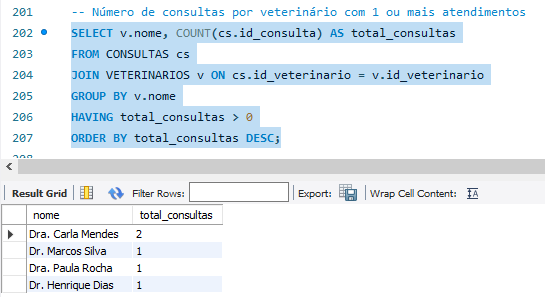 201 -- Número de consultas por veterinário com 1 ou mais atendimentos
202 SELECT v.nome, COUNT(cs.id_consulta) AS total_consultas
203 FROM CONSULTAS cs
204 JOIN VETERINARIOS v ON cs.id_veterinario = v.id_veterinario
205 GROUP BY v.nome
206 HAVING total_consultas > 0
207 ORDER BY total_consultas DESC;
Result Grid Filter Rows: Export: Wrap Cell Content: IA
nome total_consultas
Dra. Carla Mendes 2
Dr. Marcos Silva 1
Dra. Paula Rocha 1
Dr. Henrique Dias 1